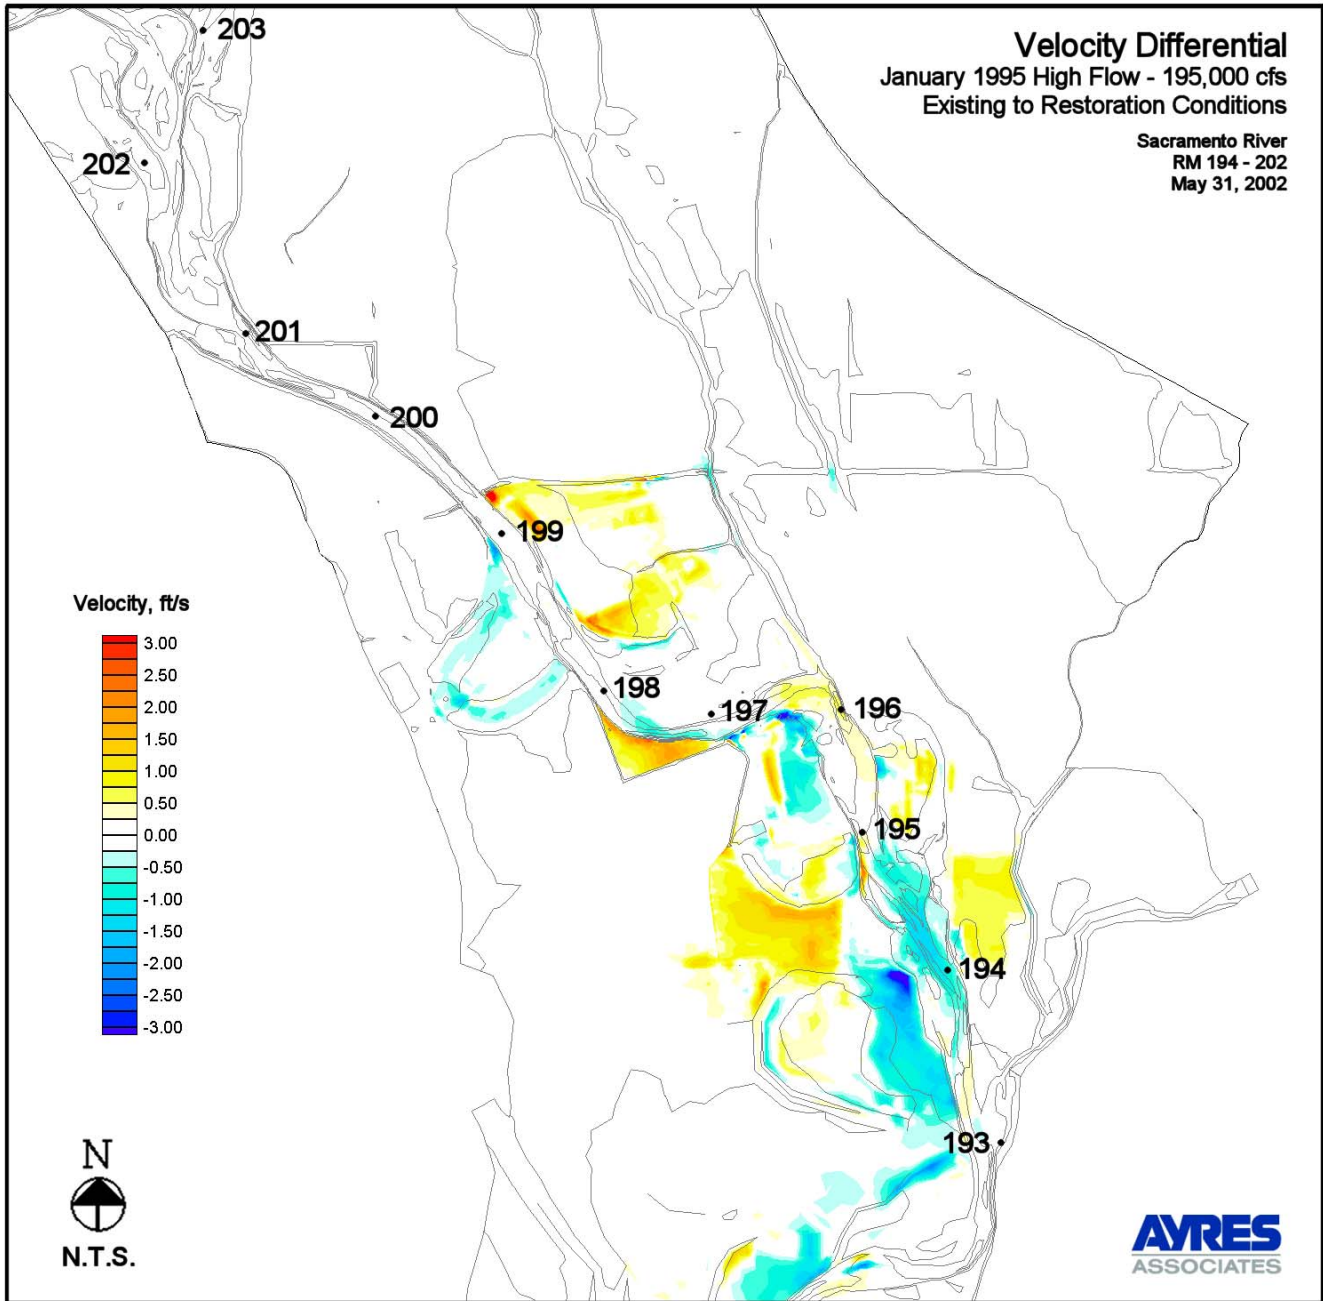 Velocity Differential
January 1995 High Flow - 195,000 cfs
Existing to Restoration Conditions
Sacramento River
RM 194 - 202
May 31, 2002
203
202
201
200
199
198
197
196
195
194
193
Velocity, ft/s
3.00
2.50
2.00
1.50
1.00
0.50
0.00
-0.50
-1.00
-1.50
-2.00
-2.50
-3.00
N
N.T.S.
AYRES
ASSOCIATES